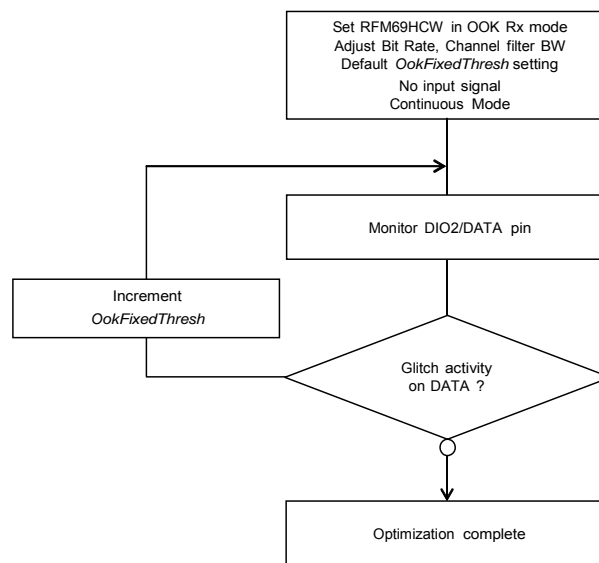 Set RFM69HCW in OOK Rx mode
Adjust Bit Rate, Channel filter BW
Default OokFixedThresh setting
No input signal
Continuous Mode
Monitor DIO2/DATA pin
Increment
OokFixedThresh
Glitch activity
on DATA ?
Optimization complete